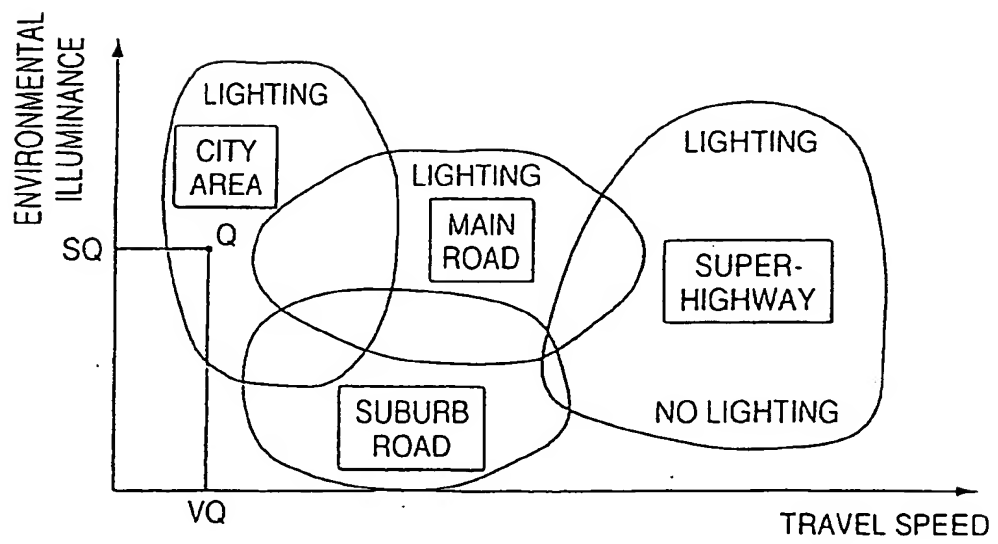 ENVIRONMENTAL
ILLUMINANCE
LIGHTING
CITY
AREA
LIGHTING
MAIN
ROAD
LIGHTING
SUPER-
HIGHWAY
NO LIGHTING
SUBURB
ROAD
Q
SQ
VQ
TRAVEL SPEED